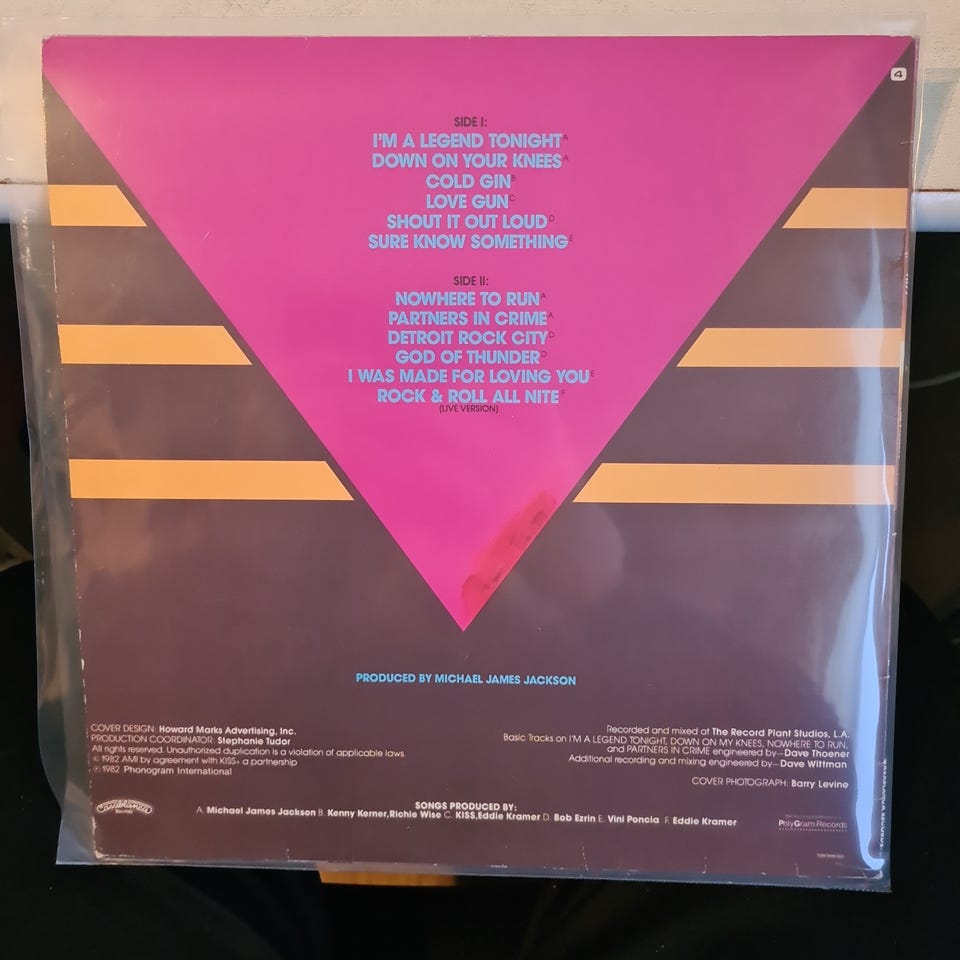 4
SIDE I:
I'M A LEGEND TONIGHT A
DOWN ON YOUR KNEES A
COLD GIN B
LOVE GUN C
SHOUT IT OUT LOUD D
SURE KNOW SOMETHING E
SIDE II:
NOWHERE TO RUN A
PARTNERS IN CRIME A
DETROIT ROCK CITY D
GOD OF THUNDER D
I WAS MADE FOR LOVING YOU E
ROCK & ROLL ALL NITE F
(LIVE VERSION)
PRODUCED BY MICHAEL JAMES JACKSON
COVER DESIGN: Howard Marks Advertising, Inc.
PRODUCTION COORDINATOR: Stephanie Tudor
All rights reserved. Unauthorized duplication is a violation of applicable laws.
© 1982 AMI by agreement with KISS, a partnership
℗ 1982 Phonogram International
Recorded and mixed at The Record Plant Studios, L.A.
Basic Tracks on I'M A LEGEND TONIGHT, DOWN ON MY KNEES, NOWHERE TO RUN,
and PARTNERS IN CRIME engineered by—Dave Thoener
Additional recording and mixing engineered by—Dave Wittman
COVER PHOTOGRAPH: Barry Levine
Casablanca
Records
SONGS PRODUCED BY:
A. Michael James Jackson B. Kenny Kerner,Richie Wise C. KISS,Eddie Kramer D. Bob Ezrin E. Vini Poncia F. Eddie Kramer
PolyGram Records